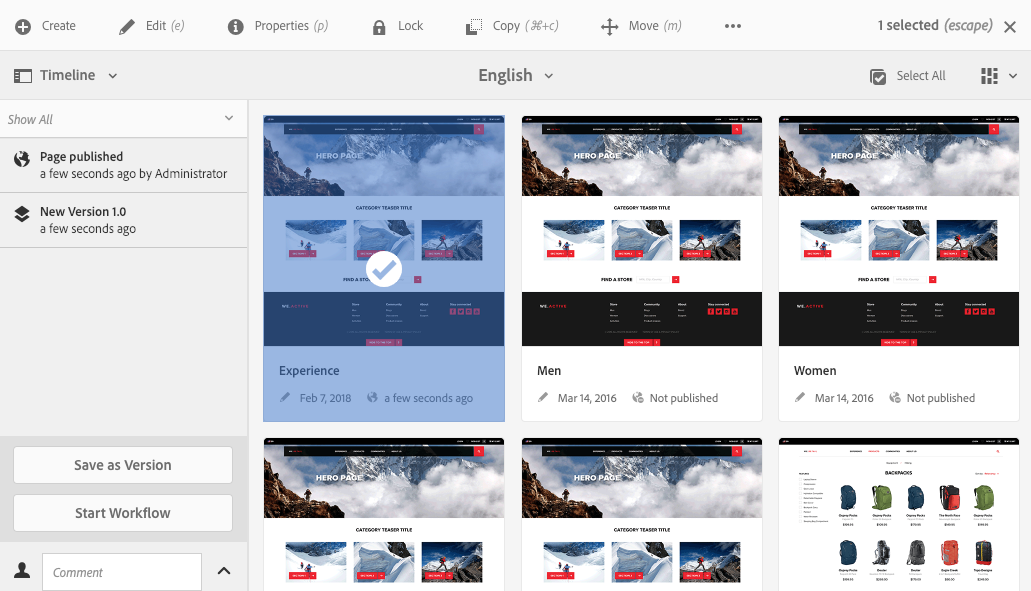 Create Edit (e) Properties (p) Lock Copy (⌘+c) Move (m) ••• 1 selected (escape)
Timeline English Select All
Show All
Page published
a few seconds ago by Administrator
New Version 1.0
a few seconds ago
Save as Version
Start Workflow
Comment
HERO PAGE
CATEGORY TEASER TITLE
FIND A STORE
WE.ACTIVE
Experience
Feb 7, 2018 a few seconds ago
HERO PAGE
CATEGORY TEASER TITLE
FIND A STORE
WE.ACTIVE
Men
Mar 14, 2016 Not published
HERO PAGE
CATEGORY TEASER TITLE
FIND A STORE
WE.ACTIVE
Women
Mar 14, 2016 Not published
HERO PAGE
CATEGORY TEASER TITLE
HERO PAGE
CATEGORY TEASER TITLE
BACKPACKS